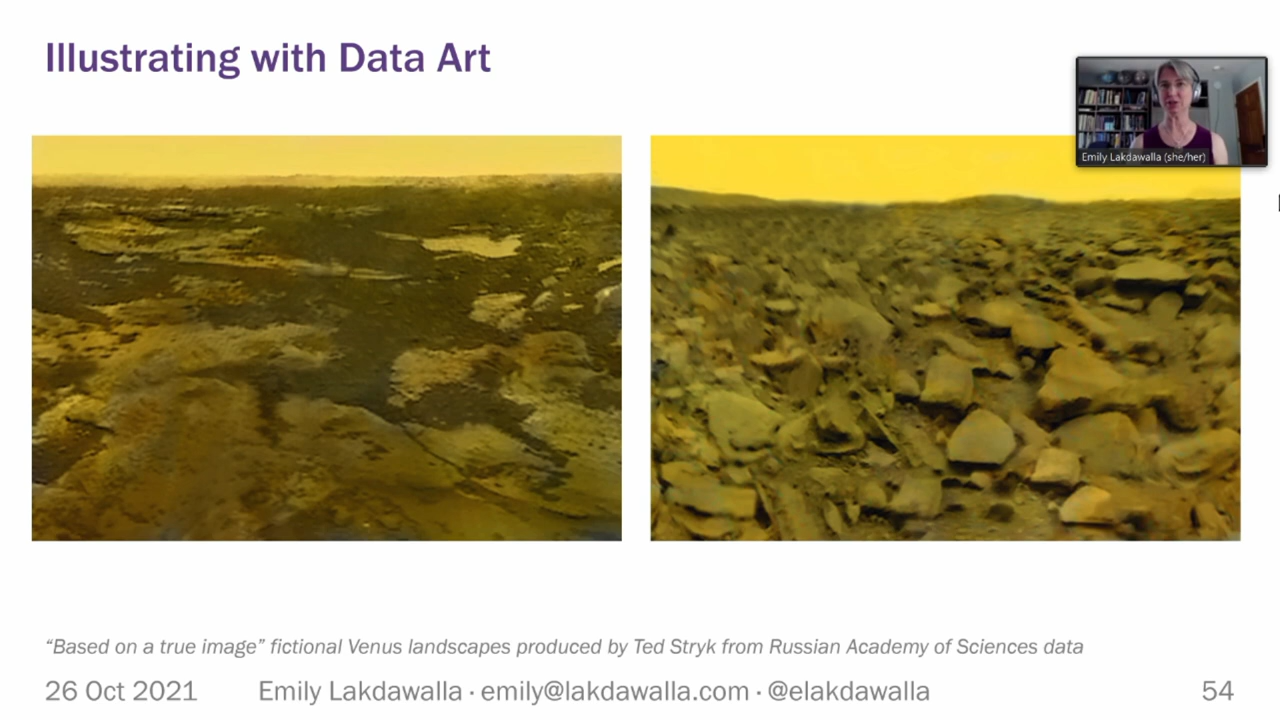 Illustrating with Data Art
Emily Lakdawalla (she/her)
“Based on a true image” fictional Venus landscapes produced by Ted Stryk from Russian Academy of Sciences data
26 Oct 2021 Emily Lakdawalla · emily@lakdawalla.com · @elakdawalla 54